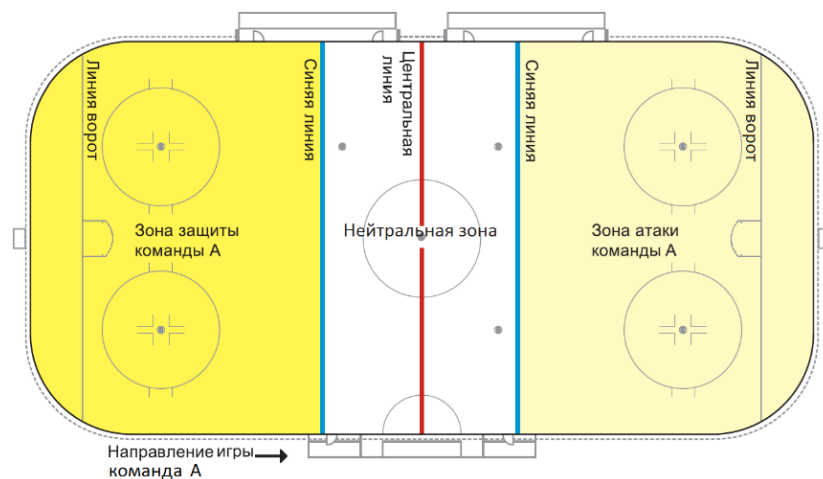 Линия ворот
Синяя линия
Центральная
линия
Синяя линия
Линия ворот
Зона защиты
команды А
Нейтральная зона
Зона атаки
команды А
Направление игры
команда А